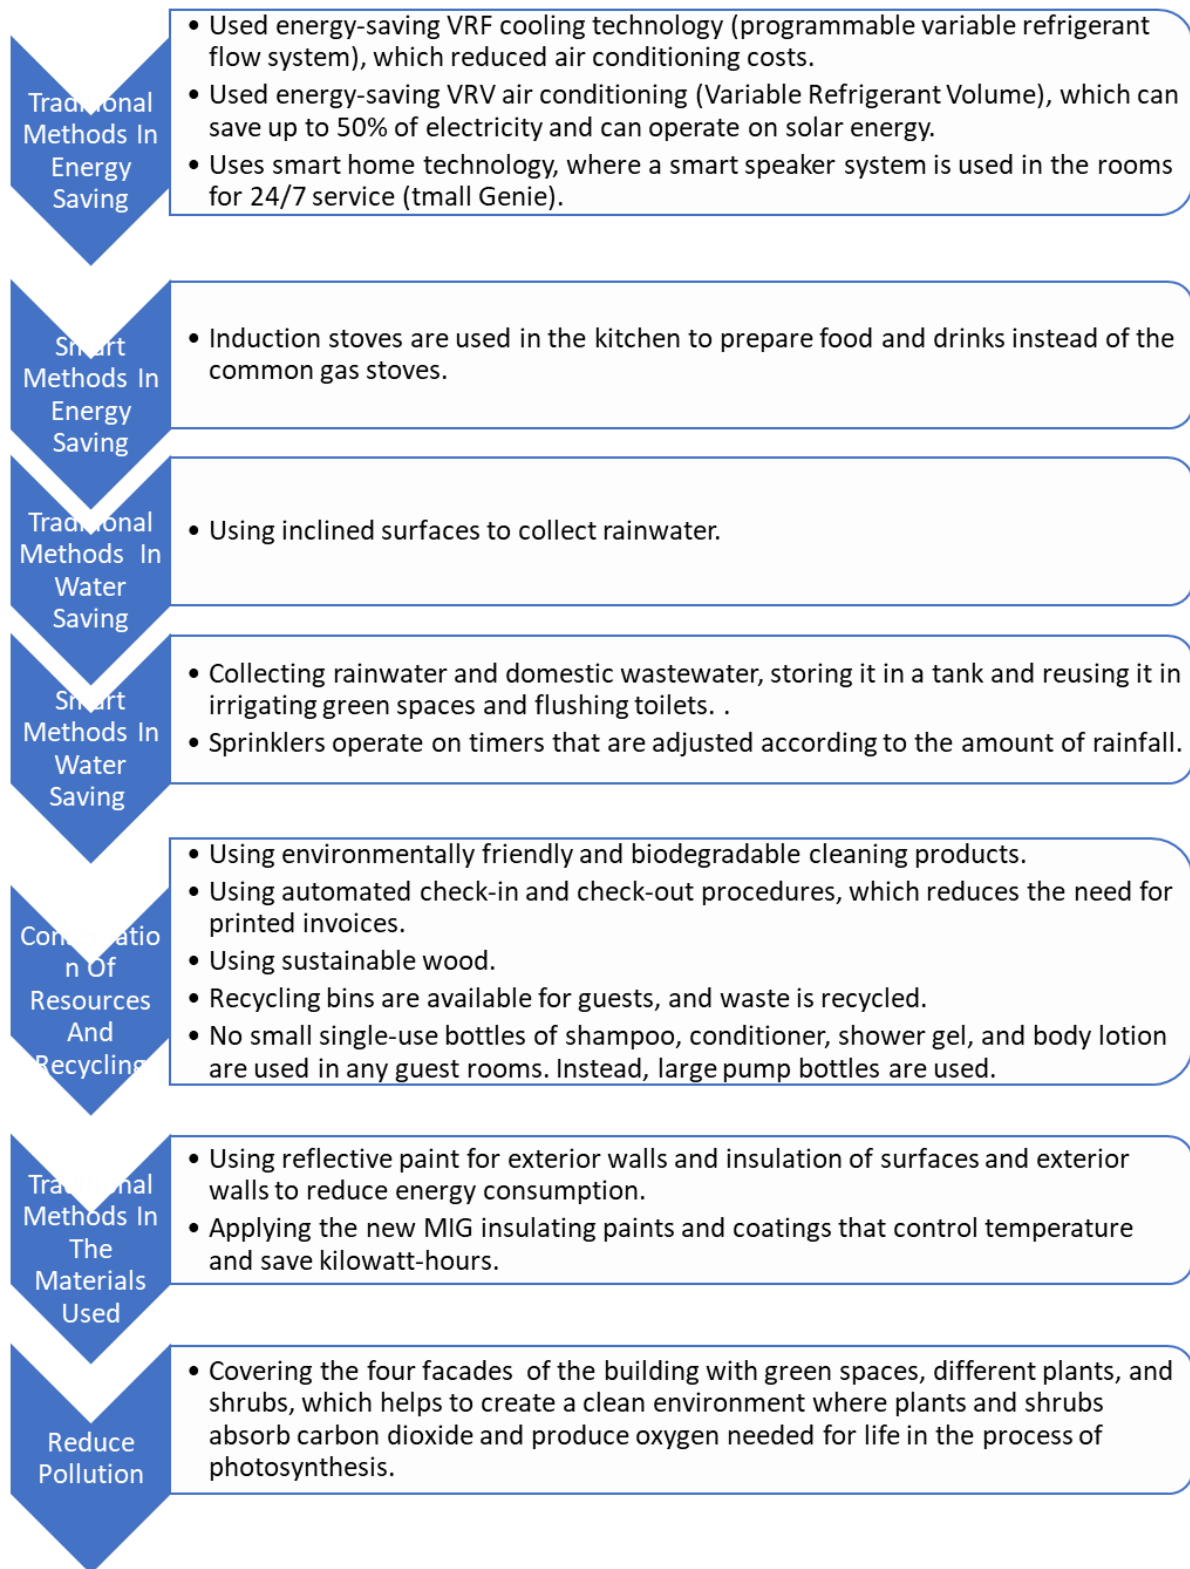 Traditional
Methods In
Energy
Saving
• Used energy-saving VRF cooling technology (programmable variable refrigerant
flow system), which reduced air conditioning costs.
• Used energy-saving VRV air conditioning (Variable Refrigerant Volume), which can
save up to 50% of electricity and can operate on solar energy.
• Uses smart home technology, where a smart speaker system is used in the rooms
for 24/7 service (tmall Genie).
Smart
Methods In
Energy
Saving
• Induction stoves are used in the kitchen to prepare food and drinks instead of the
common gas stoves.
Traditional
Methods In
Water
Saving
• Using inclined surfaces to collect rainwater.
Smart
Methods In
Water
Saving
• Collecting rainwater and domestic wastewater, storing it in a tank and reusing it in
irrigating green spaces and flushing toilets. .
• Sprinklers operate on timers that are adjusted according to the amount of rainfall.
n Of
Resources
And
Recycling
• Using environmentally friendly and biodegradable cleaning products.
• Using automated check-in and check-out procedures, which reduces the need for
printed invoices.
• Using sustainable wood.
• Recycling bins are available for guests, and waste is recycled.
• No small single-use bottles of shampoo, conditioner, shower gel, and body lotion
are used in any guest rooms. Instead, large pump bottles are used.
Traditional
Methods In
The
Materials
Used
• Using reflective paint for exterior walls and insulation of surfaces and exterior
walls to reduce energy consumption.
• Applying the new MIG insulating paints and coatings that control temperature
and save kilowatt-hours.
Reduce
Pollution
• Covering the four facades of the building with green spaces, different plants, and
shrubs, which helps to create a clean environment where plants and shrubs
absorb carbon dioxide and produce oxygen needed for life in the process of
photosynthesis.